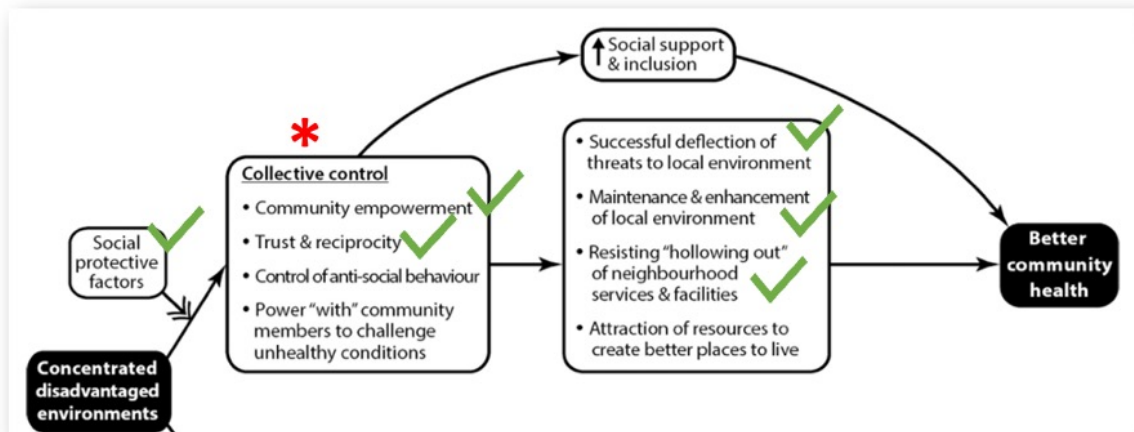 Social support
& inclusion
*
Collective control
• Community empowerment
• Trust & reciprocity
• Control of anti-social behaviour
• Power “with” community
members to challenge
unhealthy conditions
• Successful deflection of
threats to local environment
• Maintenance & enhancement
of local environment
• Resisting “hollowing out”
of neighbourhood
services & facilities
• Attraction of resources to
create better places to live
Social
protective
factors
Concentrated
disadvantaged
environments
Better
community
health